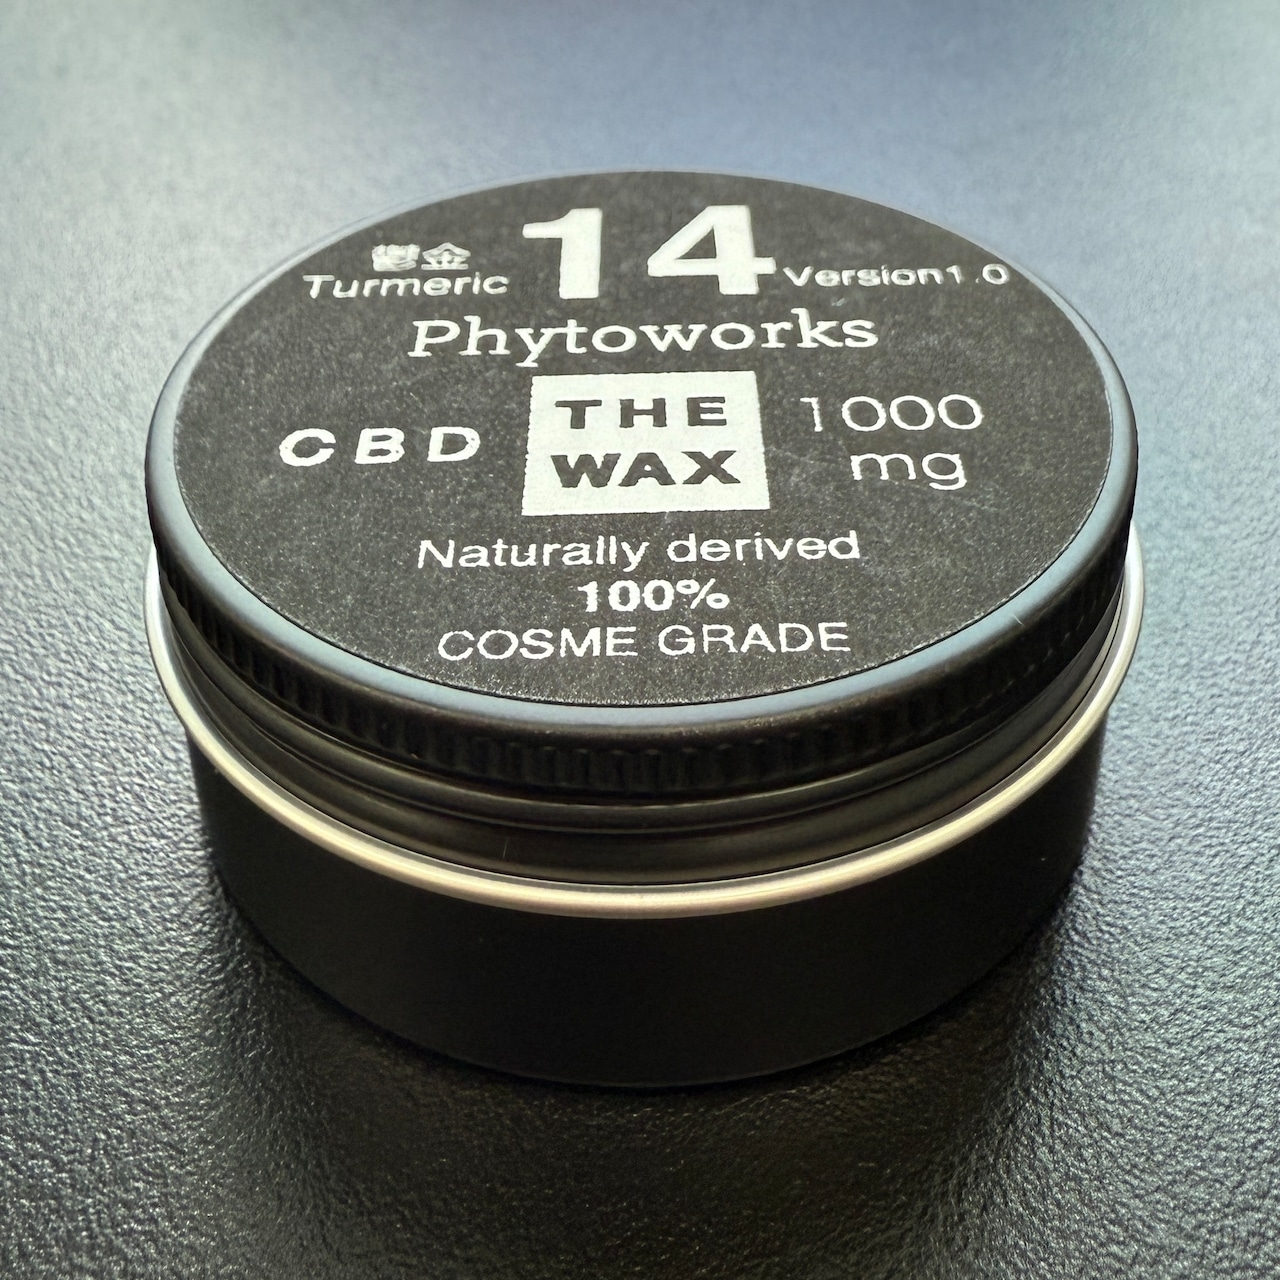 鬱金 14
Turmeric Version1.0
Phytoworks
CBD THE WAX 1000 mg
Naturally derived
100%
COSME GRADE